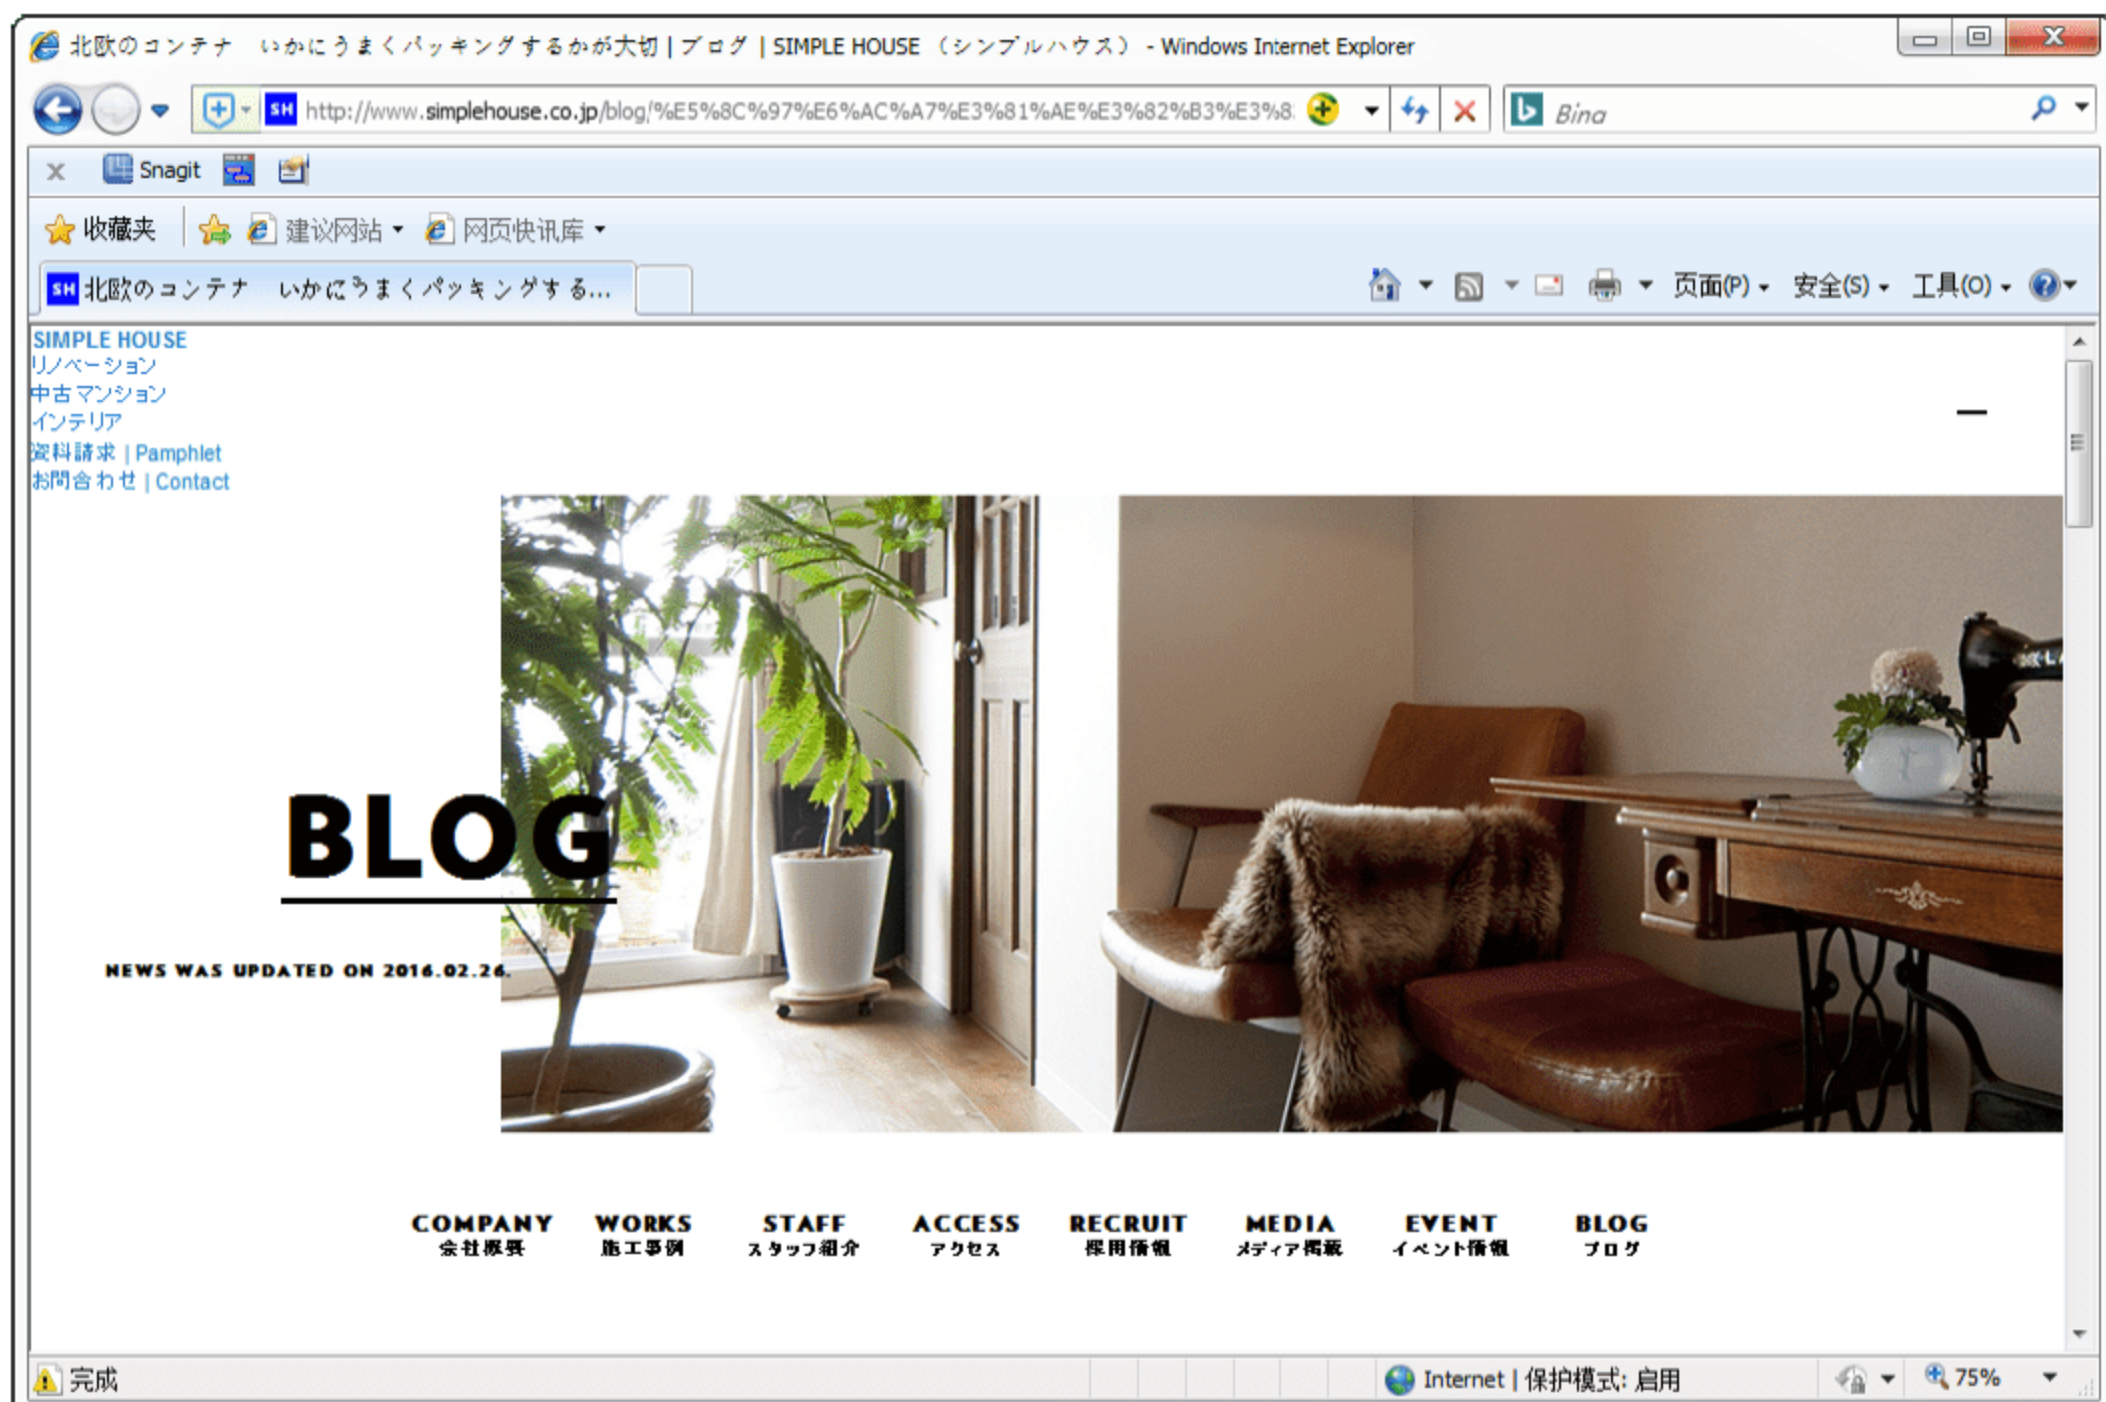 北欧のコンテナ　いかにうまくパッキングするかが大切 | ブログ | SIMPLE HOUSE （シンプルハウス） - Windows Internet Explorer
SH http://www.simplehouse.co.jp/blog/%E5%8C%97%E6%AC%A7%E3%81%AE%E3%82%B3%E3%8 Bing
x Snagit
收藏夹 建议网站 网页快讯库
SH 北欧のコンテナ　いかにうまくパッキングする... 页面(P) 安全(S) 工具(O)
SIMPLE HOUSE
リノベーション
中古マンション
インテリア
資料請求 | Pamphlet
お問合わせ | Contact
BLOG
NEWS WAS UPDATED ON 2016.02.26.
COMPANY WORKS STAFF ACCESS RECRUIT MEDIA EVENT BLOG
会社概要 施工事例 スタッフ紹介 アクセス 採用情報 メディア掲載 イベント情報 ブログ
完成 Internet | 保护模式: 启用 75%